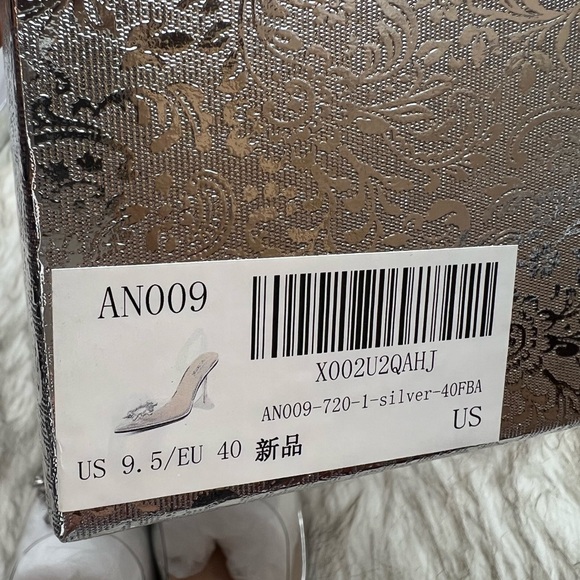 AN009
X002U2QAHJ
AN009-720-1-silver-40FBA
US
US 9.5/EU 40 新品